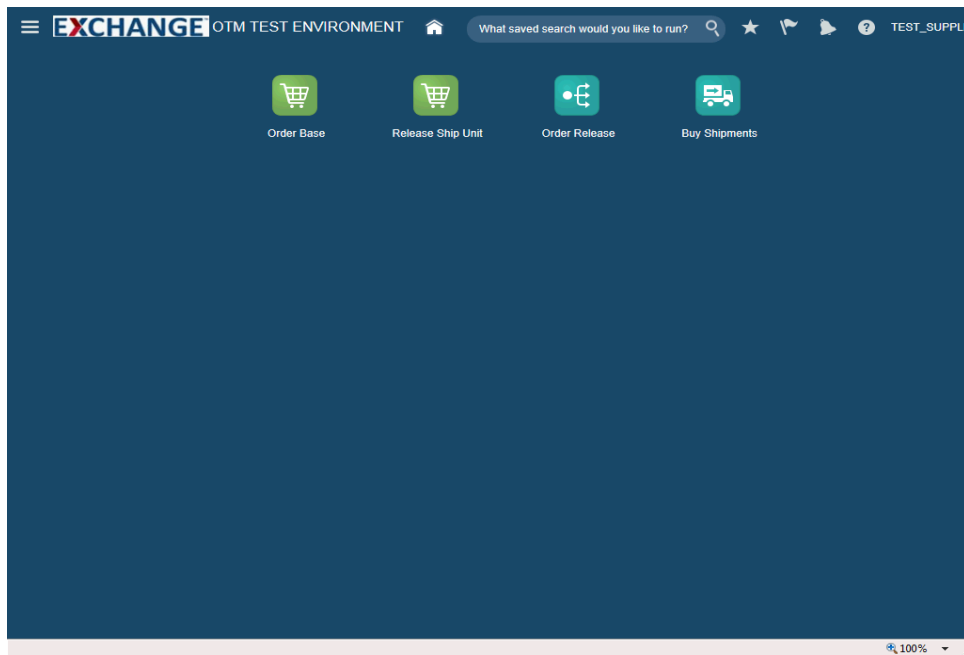 EXCHANGE OTM TEST ENVIRONMENT What saved search would you like to run? ? TEST_SUPPL
Order Base Release Ship Unit Order Release Buy Shipments
100%